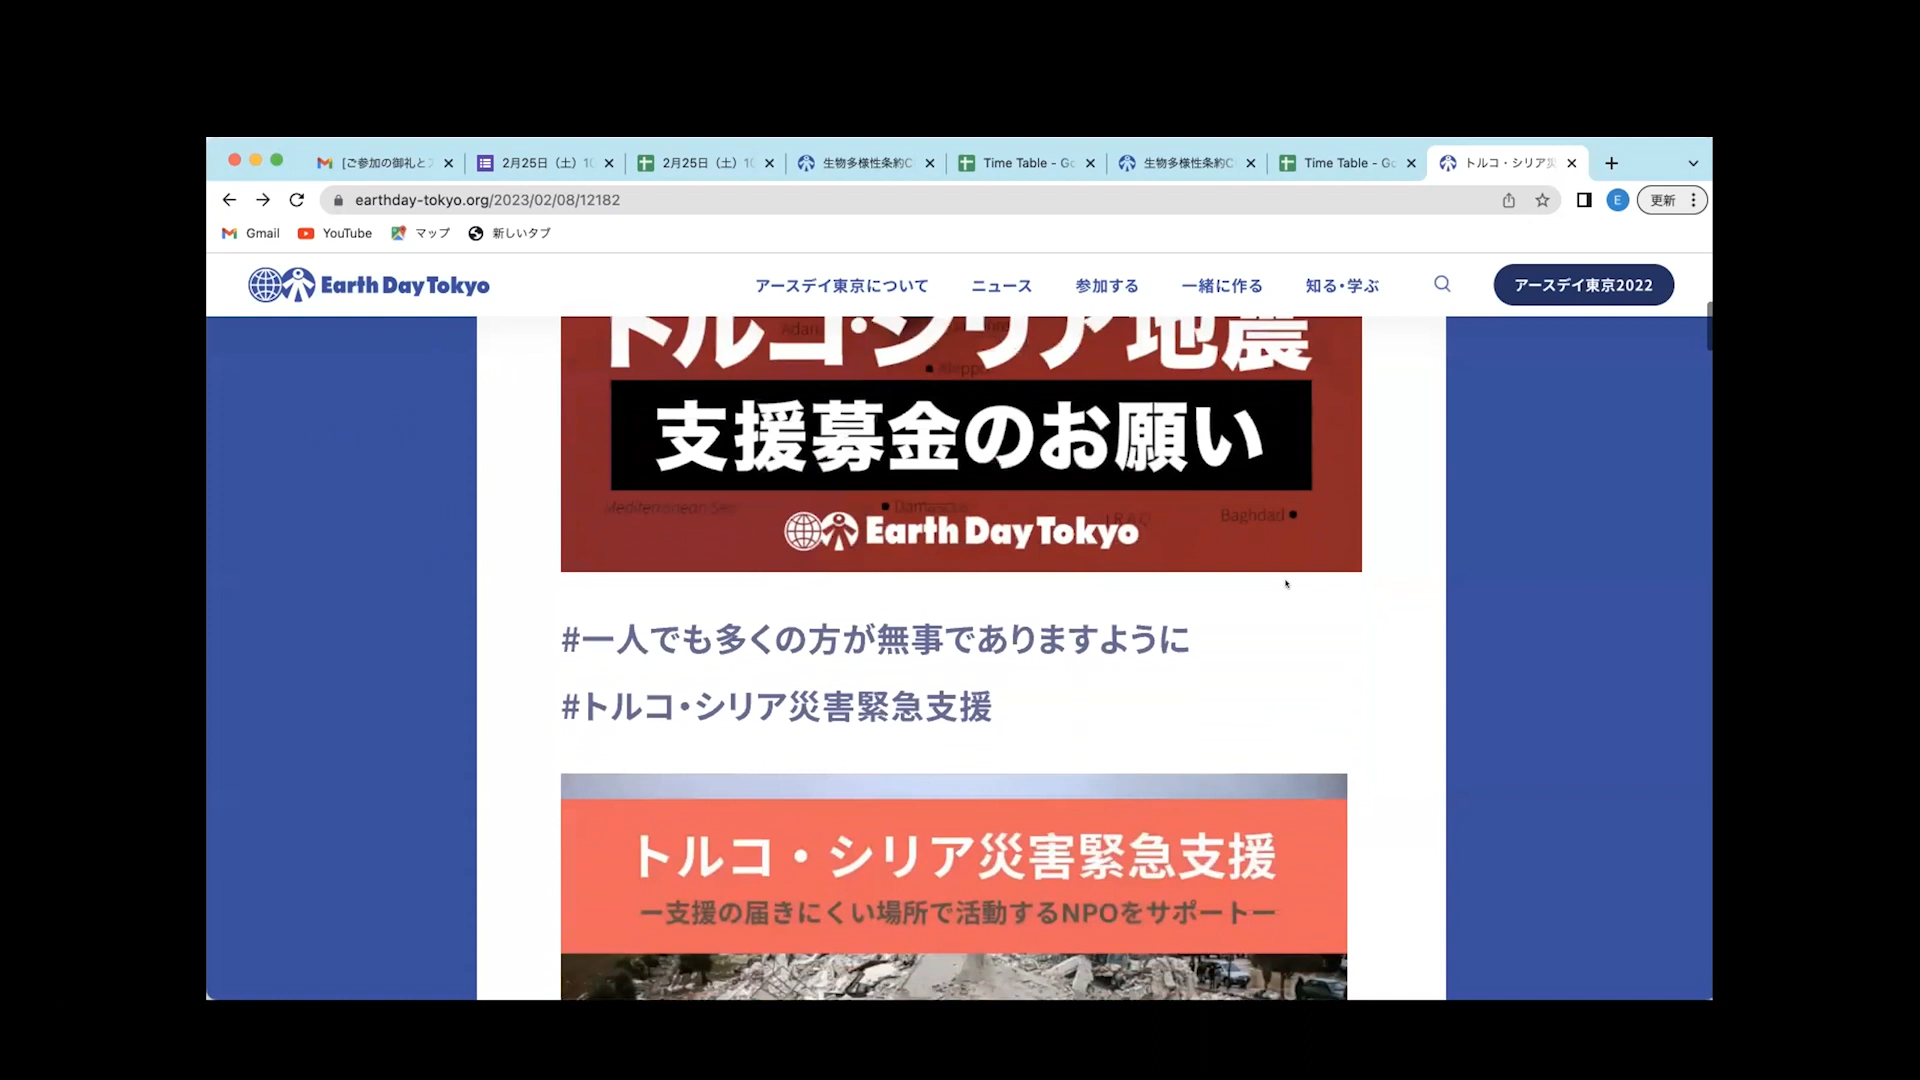 [ご参加の御礼と
2月25日（土）10
2月25日（土）10
生物多様性条約C
Time Table - Go
生物多様性条約C
Time Table - Go
トルコ・シリア災
earthday-tokyo.org/2023/02/08/12182
E
更新
Gmail
YouTube
マップ
新しいタブ
Earth Day Tokyo
アースデイ東京について
ニュース
参加する
一緒に作る
知る・学ぶ
アースデイ東京2022
トルコ・シリア地震
Aleppo
支援募金のお願い
Mediterranean Sea
Damascus
IRAQ
Baghdad
Earth Day Tokyo
#一人でも多くの方が無事でありますように
#トルコ・シリア災害緊急支援
トルコ・シリア災害緊急支援
ー支援の届きにくい場所で活動するNPOをサポートー